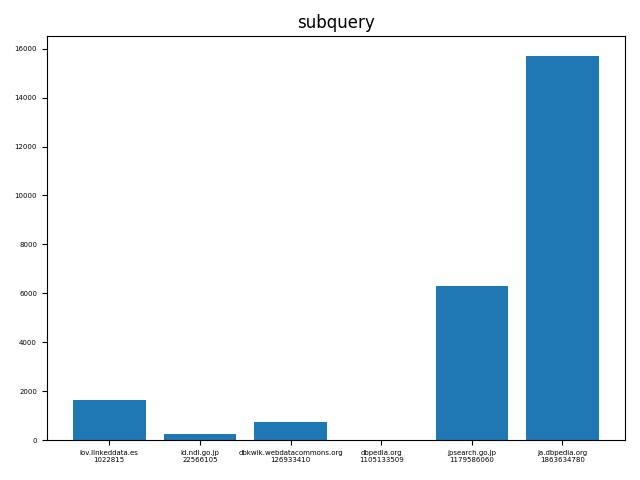 subquery
16000
14000
12000
10000
8000
6000
4000
2000
0
lov.linkeddata.es
1022815
id.ndl.go.jp
22566105
dbkwik.webdatacommons.org
126933410
dbpedia.org
1105133509
jpsearch.go.jp
1179586060
ja.dbpedia.org
1863634780